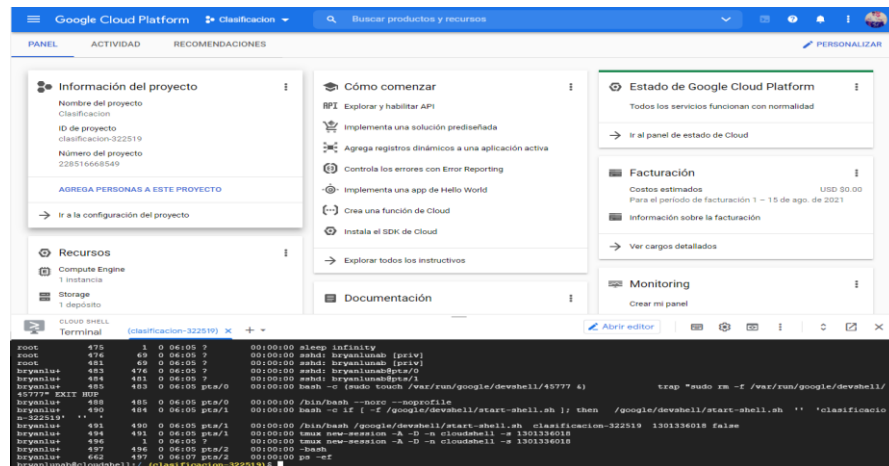 Google Cloud Platform Clasificacion Buscar productos y recursos
PANEL ACTIVIDAD RECOMENDACIONES PERSONALIZAR
Información del proyecto
Nombre del proyecto
Clasificacion
ID de proyecto
clasificacion-322519
Número del proyecto
228516668549
AGREGA PERSONAS A ESTE PROYECTO
Ir a la configuración del proyecto
Recursos
Compute Engine
1 instancia
Storage
1 depósito
Cómo comenzar
API Explorar y habilitar API
Implementa una solución prediseñada
Agrega registros dinámicos a una aplicación activa
Controla los errores con Error Reporting
Implementa una app de Hello World
Crea una función de Cloud
Instala el SDK de Cloud
Explorar todos los instructivos
Documentación
Estado de Google Cloud Platform
Todos los servicios funcionan con normalidad
Ir al panel de estado de Cloud
Facturación
Costos estimados USD $0.00
Para el período de facturación 1 – 15 de ago. de 2021
Información sobre la facturación
Ver cargos detallados
Monitoring
Crear mi panel
CLOUD SHELL
Terminal (clasificacion-322519) Abrir editor
root 475 1 0 06:05 ? 00:00:00 sleep infinity
root 476 69 0 06:05 ? 00:00:00 sshd: bryanlunab [priv]
root 481 69 0 06:05 ? 00:00:00 sshd: bryanlunab [priv]
bryanlu+ 483 476 0 06:05 ? 00:00:00 sshd: bryanlunab@pts/0
bryanlu+ 484 481 0 06:05 ? 00:00:00 sshd: bryanlunab@pts/1
bryanlu+ 485 483 0 06:05 pts/0 00:00:00 bash -c (sudo touch /var/run/google/devshell/45777 &) trap "sudo rm -f /var/run/google/devshell/
45777" EXIT HUP
bryanlu+ 488 485 0 06:05 pts/0 00:00:00 /bin/bash --norc --noprofile
bryanlu+ 490 484 0 06:05 pts/1 00:00:00 bash -c if [ -f /google/devshell/start-shell.sh ]; then /google/devshell/start-shell.sh '' 'clasificacio
n-322519' '' '
bryanlu+ 491 490 0 06:05 pts/1 00:00:00 /bin/bash /google/devshell/start-shell.sh clasificacion-322519 1301336018 false
bryanlu+ 494 491 0 06:05 pts/1 00:00:00 tmux new-session -A -D -n cloudshell -s 1301336018
bryanlu+ 496 1 0 06:05 ? 00:00:00 tmux new-session -A -D -n cloudshell -s 1301336018
bryanlu+ 497 496 0 06:05 pts/2 00:00:00 -bash
bryanlu+ 662 497 0 06:07 pts/2 00:00:00 ps -ef
bryanlunab@cloudshell:/ (clasificacion-322519)$